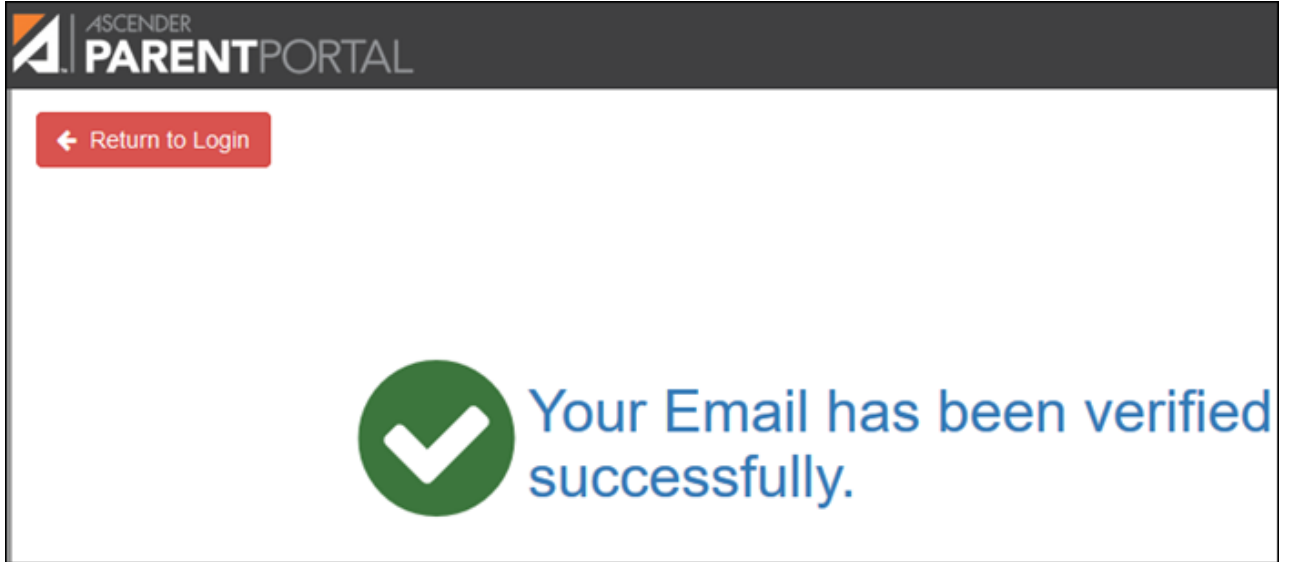 ASCENDER
PARENTPORTAL
Return to Login
Your Email has been verified
successfully.